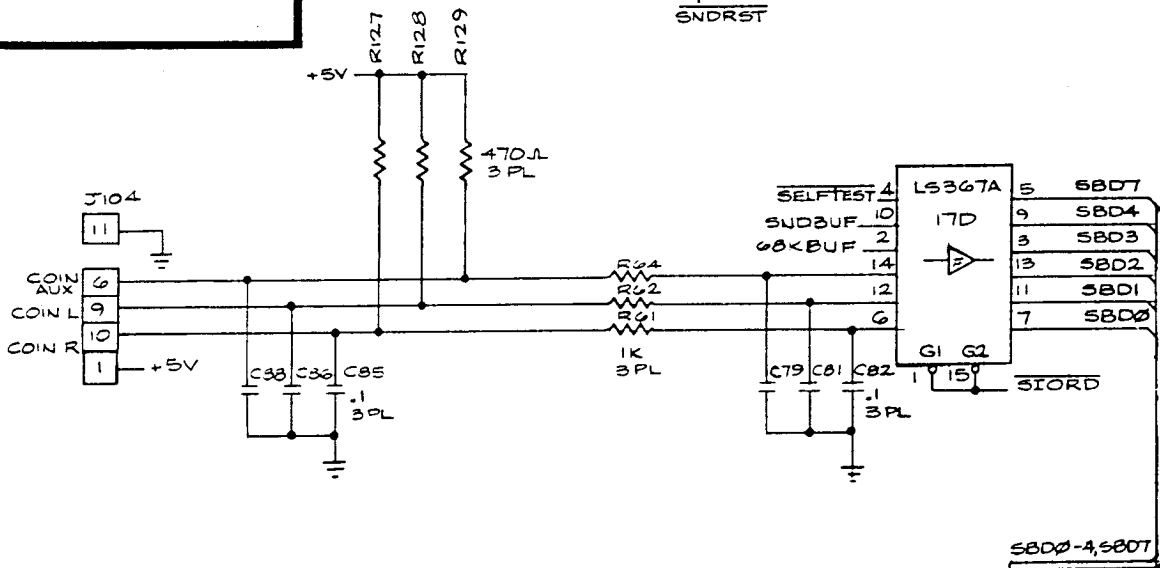 SNDRST
R127
R128
R129
+5V
470Ω
3 PL
J104
11
COIN AUX
6
COIN L
9
COIN R
10
1
+5V
C38
C36
C85
.1
3 PL
R64
R62
R61
1K
3 PL
C79
C81
C82
.1
3 PL
SELFTEST
4
SNDBUF
10
68KBUF
2
14
12
6
LS367A
17D
G1
G2
1
15
SIORD
5
SBD7
9
SBD4
3
SBD3
13
SBD2
11
SBD1
7
SBDØ
SBDØ-4,SBD7